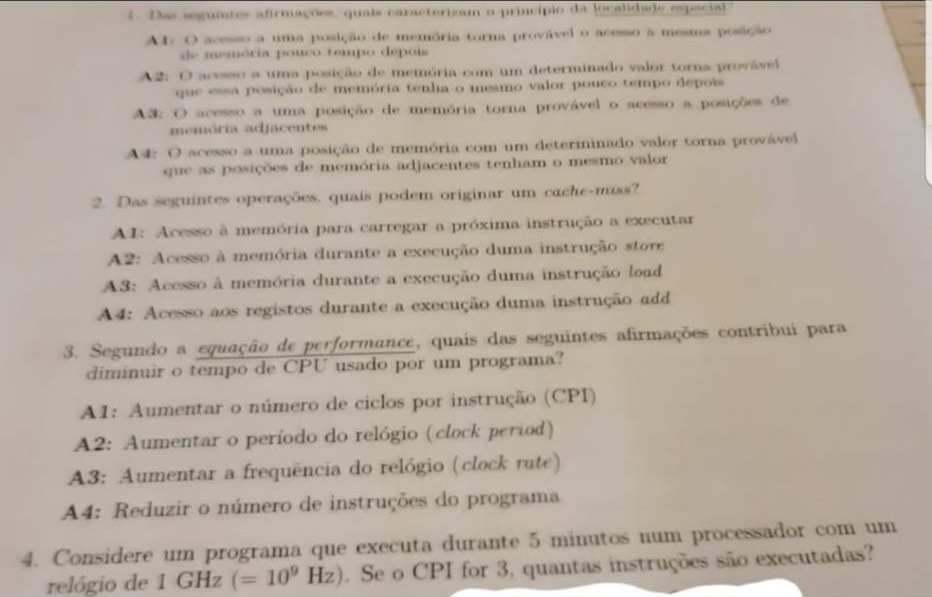 1. Das seguintes afirmações, quais caracterizam o princípio da localidade espacial?
A1: O acesso a uma posição de memória torna provável o acesso à mesma posição
de memória pouco tempo depois
A2: O acesso a uma posição de memória com um determinado valor torna provável
que essa posição de memória tenha o mesmo valor pouco tempo depois
A3: O acesso a uma posição de memória torna provável o acesso a posições de
memória adjacentes
A4: O acesso a uma posição de memória com um determinado valor torna provável
que as posições de memória adjacentes tenham o mesmo valor
2. Das seguintes operações, quais podem originar um cache-miss?
A1: Acesso à memória para carregar a próxima instrução a executar
A2: Acesso à memória durante a execução duma instrução store
A3: Acesso à memória durante a execução duma instrução load
A4: Acesso aos registos durante a execução duma instrução add
3. Segundo a equação de performance, quais das seguintes afirmações contribui para
diminuir o tempo de CPU usado por um programa?
A1: Aumentar o número de ciclos por instrução (CPI)
A2: Aumentar o período do relógio (clock period)
A3: Aumentar a frequência do relógio (clock rate)
A4: Reduzir o número de instruções do programa
4. Considere um programa que executa durante 5 minutos num processador com um
relógio de 1 GHz (= 10⁹ Hz). Se o CPI for 3, quantas instruções são executadas?